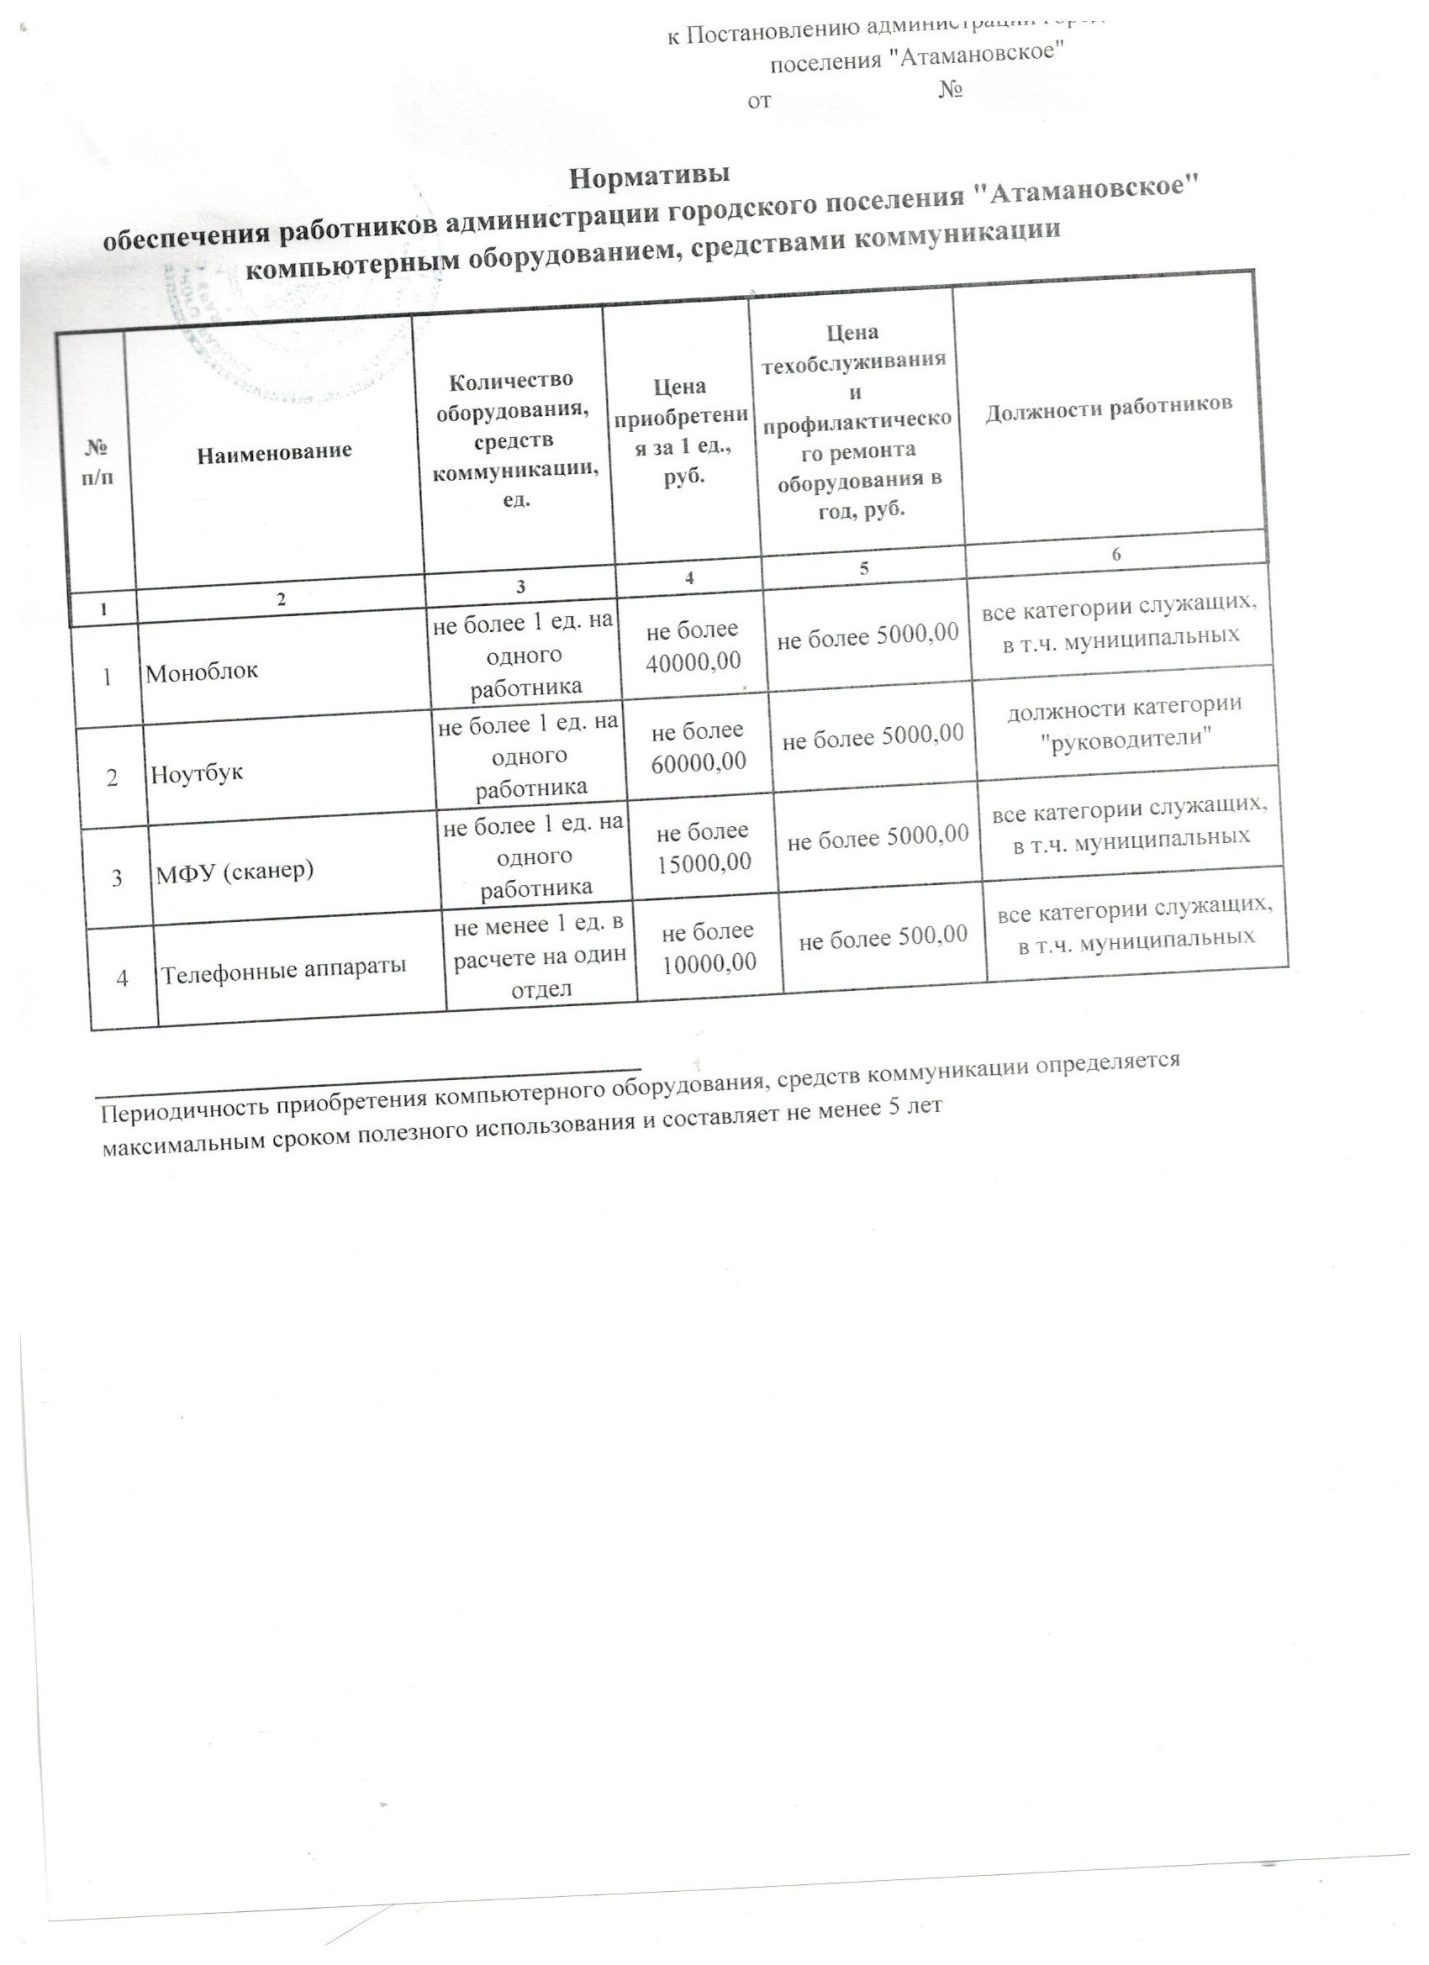 к Постановлению администрации
поселения "Атамановское"
от №
Нормативы
обеспечения работников администрации городского поселения "Атамановское"
компьютерным оборудованием, средствами коммуникации
№
п/п
Наименование
Количество
оборудования,
средств
коммуникации,
ед.
Цена
приобретени
я за 1 ед.,
руб.
Цена
техобслуживания
и
профилактическо
го ремонта
оборудования в
год, руб.
Должности работников
1 2 3 4 5 6
1
Моноблок
не более 1 ед. на
одного
работника
не более
40000,00
не более 5000,00
все категории служащих,
в т.ч. муниципальных
2
Ноутбук
не более 1 ед. на
одного
работника
не более
60000,00
не более 5000,00
должности категории
"руководители"
3
МФУ (сканер)
не более 1 ед. на
одного
работника
не более
15000,00
не более 5000,00
все категории служащих,
в т.ч. муниципальных
4
Телефонные аппараты
не менее 1 ед. в
расчете на один
отдел
не более
10000,00
не более 500,00
все категории служащих,
в т.ч. муниципальных
Периодичность приобретения компьютерного оборудования, средств коммуникации определяется
максимальным сроком полезного использования и составляет не менее 5 лет